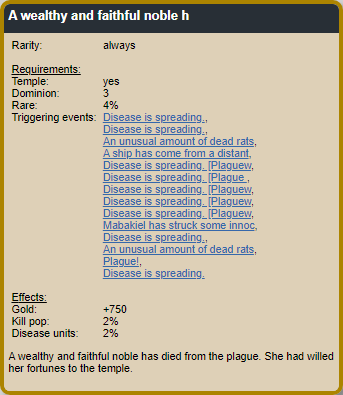 A wealthy and faithful noble h
Rarity: always
Requirements:
Temple: yes
Dominion: 3
Rare: 4%
Triggering events: Disease is spreading.,
Disease is spreading.,
An unusual amount of dead rats,
A ship has come from a distant,
Disease is spreading. [Plaguew,
Disease is spreading. [Plague ,
Disease is spreading. [Plaguew,
Disease is spreading. [Plaguew,
Disease is spreading. [Plaguew,
Mabakiel has struck some innoc,
Disease is spreading.,
An unusual amount of dead rats,
Plague!,
Disease is spreading.
Effects:
Gold: +750
Kill pop: 2%
Disease units: 2%
A wealthy and faithful noble has died from the plague. She had willed
her fortunes to the temple.